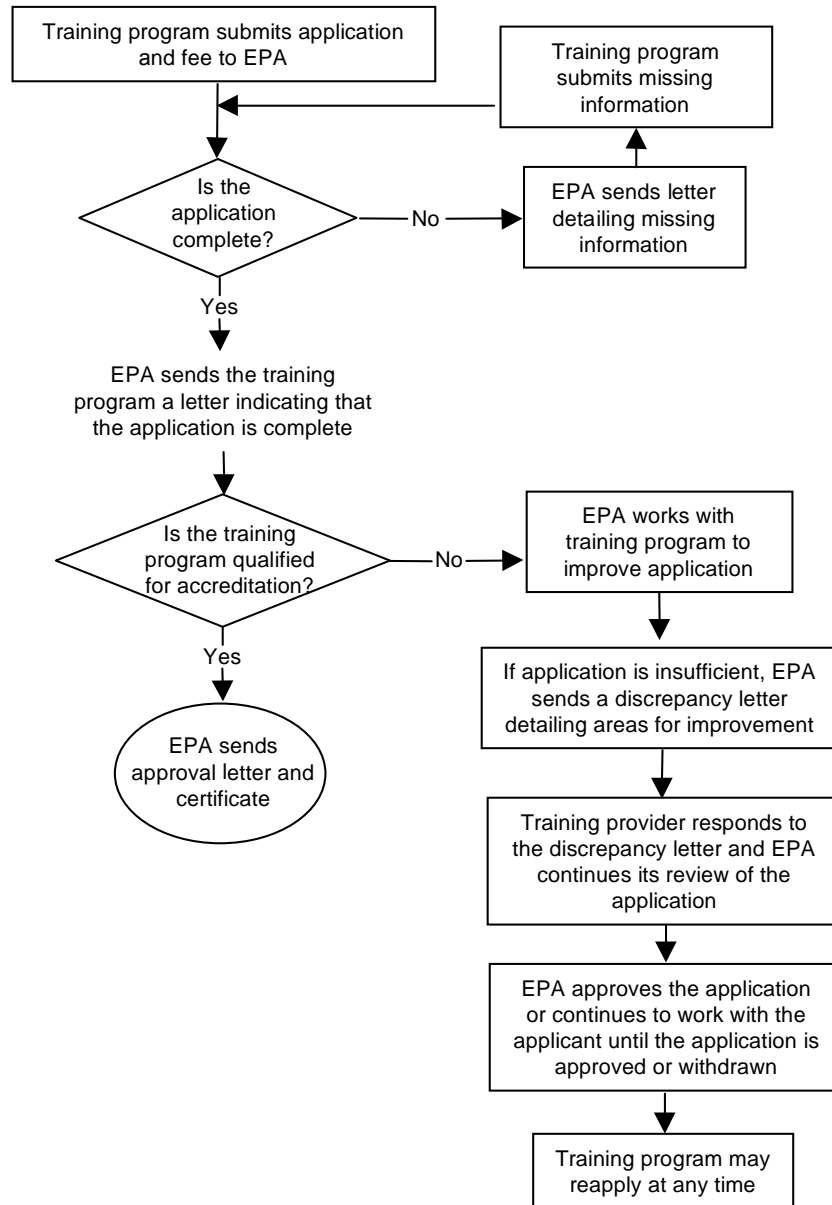 Training program submits application
and fee to EPA
Training program
submits missing
information
Is the
application
complete?
No
EPA sends letter
detailing missing
information
Yes
EPA sends the training
program a letter indicating that
the application is complete
Is the training
program qualified
for accreditation?
No
EPA works with
training program to
improve application
Yes
EPA sends
approval letter and
certificate
If application is insufficient, EPA
sends a discrepancy letter
detailing areas for improvement
Training provider responds to
the discrepancy letter and EPA
continues its review of the
application
EPA approves the application
or continues to work with the
applicant until the application is
approved or withdrawn
Training program may
reapply at any time